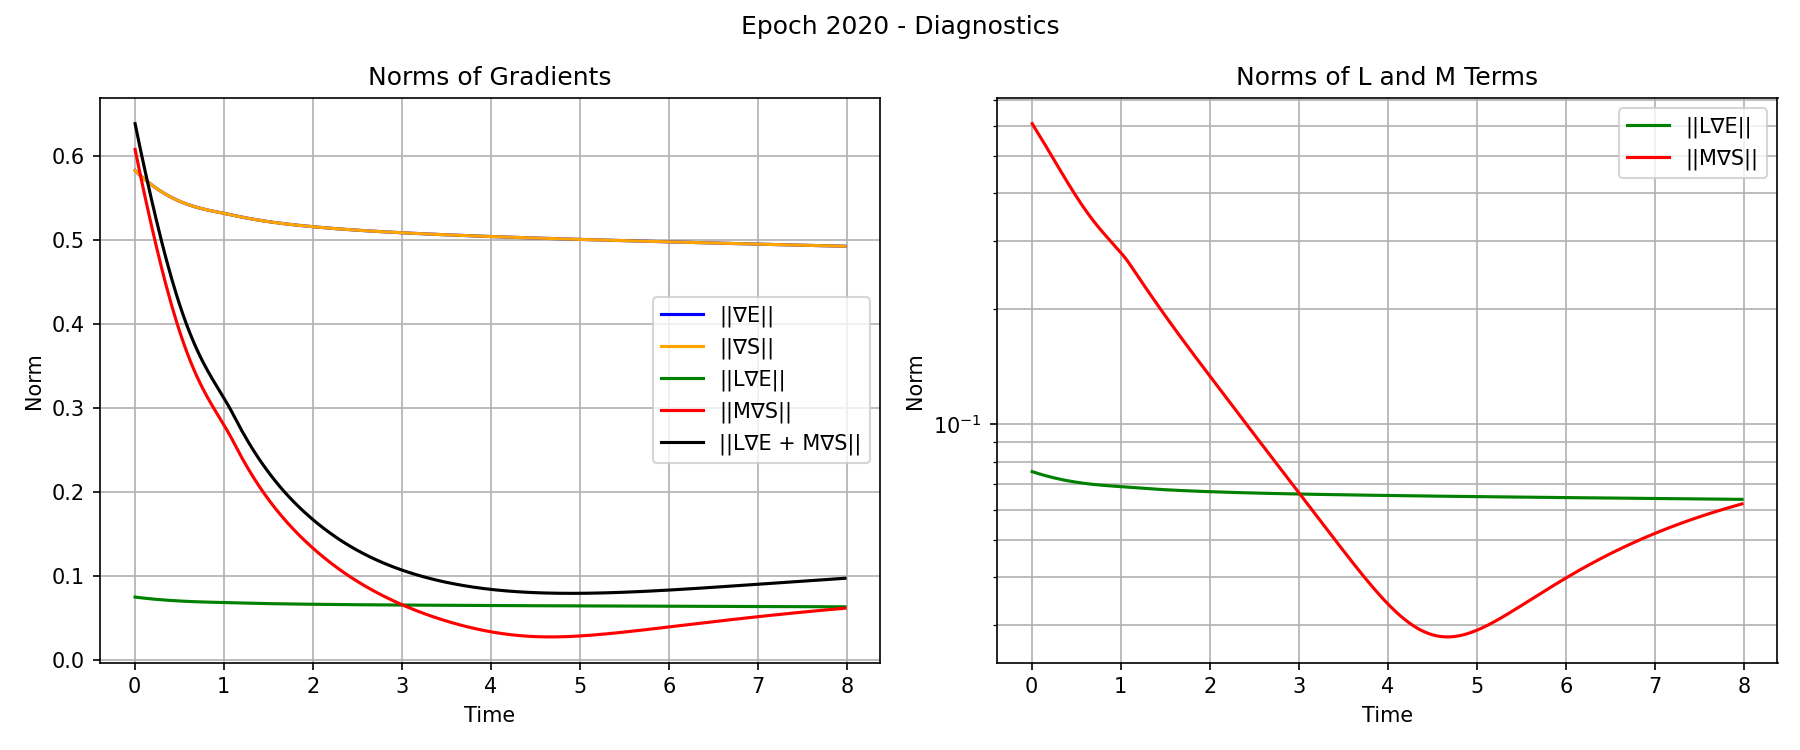 Epoch 2020 - Diagnostics
Norms of Gradients
Norm
0.6
0.5
0.4
0.3
0.2
0.1
0.0
||∇E||
||∇S||
||L∇E||
||M∇S||
||L∇E + M∇S||
0 1 2 3 4 5 6 7 8
Time
Norms of L and M Terms
Norm
10⁻¹
||L∇E||
||M∇S||
0 1 2 3 4 5 6 7 8
Time